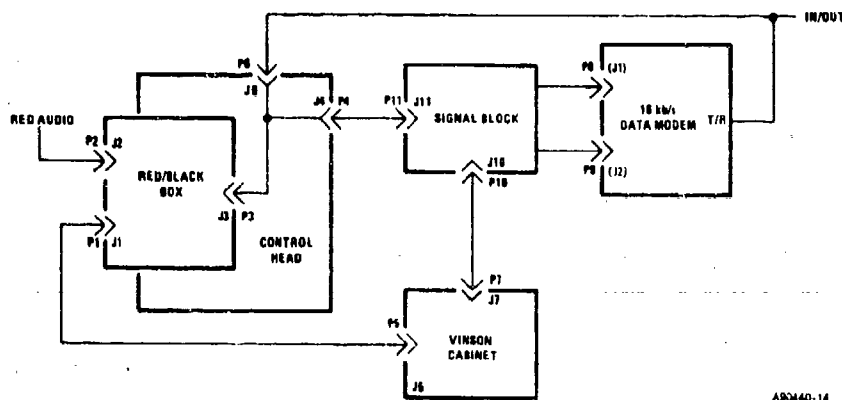 IN/OUT
P6
J8
P8
(J1)
J4
P4
P11
J11
16 kb/s
DATA MODEM
T/R
RED AUDIO
P2
J2
SIGNAL BLOCK
P9
(J2)
RED/BLACK
BOX
J10
P10
J3
P3
P1
J1
CONTROL
HEAD
P7
J7
P5
VINSON
CABINET
J5
A90440-14